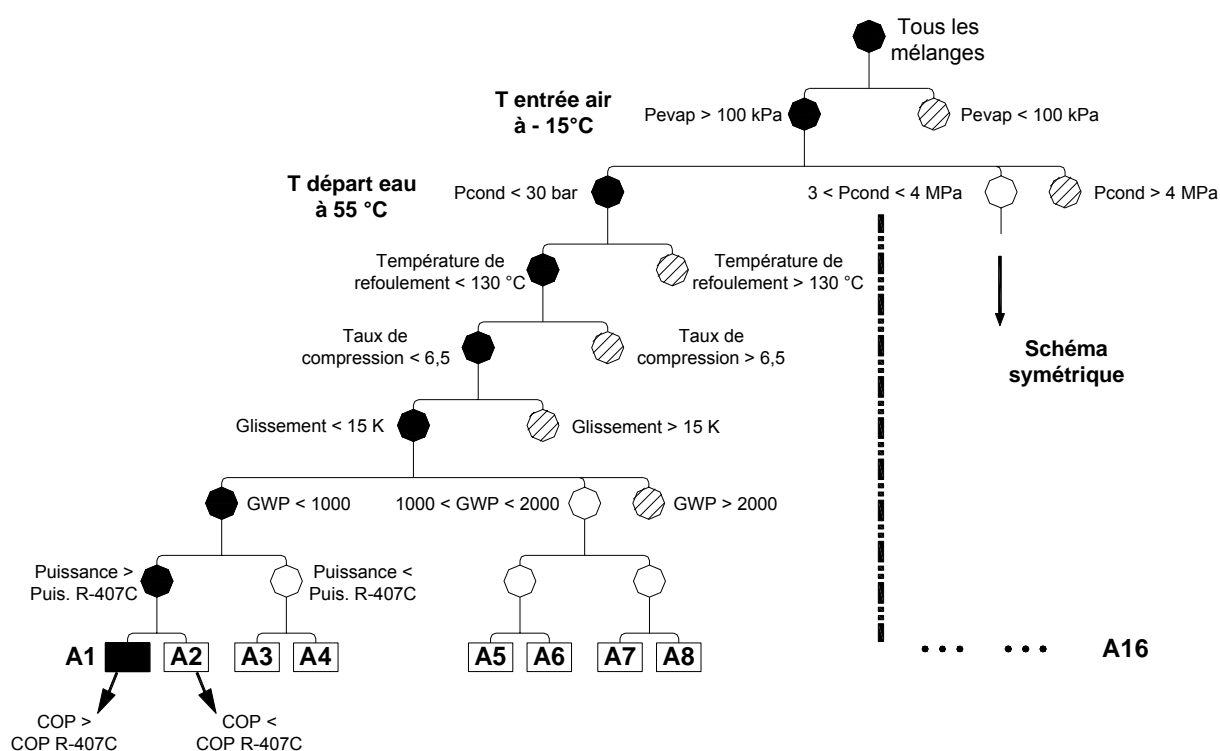 Tous les
mélanges
T entrée air
à - 15°C
Pevap > 100 kPa
Pevap < 100 kPa
T départ eau
à 55 °C
Pcond < 30 bar
3 < Pcond < 4 MPa
Pcond > 4 MPa
Température de
refoulement < 130 °C
Température de
refoulement > 130 °C
Taux de
compression < 6,5
Taux de
compression > 6,5
Schéma
symétrique
Glissement < 15 K
Glissement > 15 K
GWP < 1000
1000 < GWP < 2000
GWP > 2000
Puissance >
Puis. R-407C
Puissance <
Puis. R-407C
A1
A2
A3
A4
A5
A6
A7
A8
A16
COP >
COP R-407C
COP <
COP R-407C